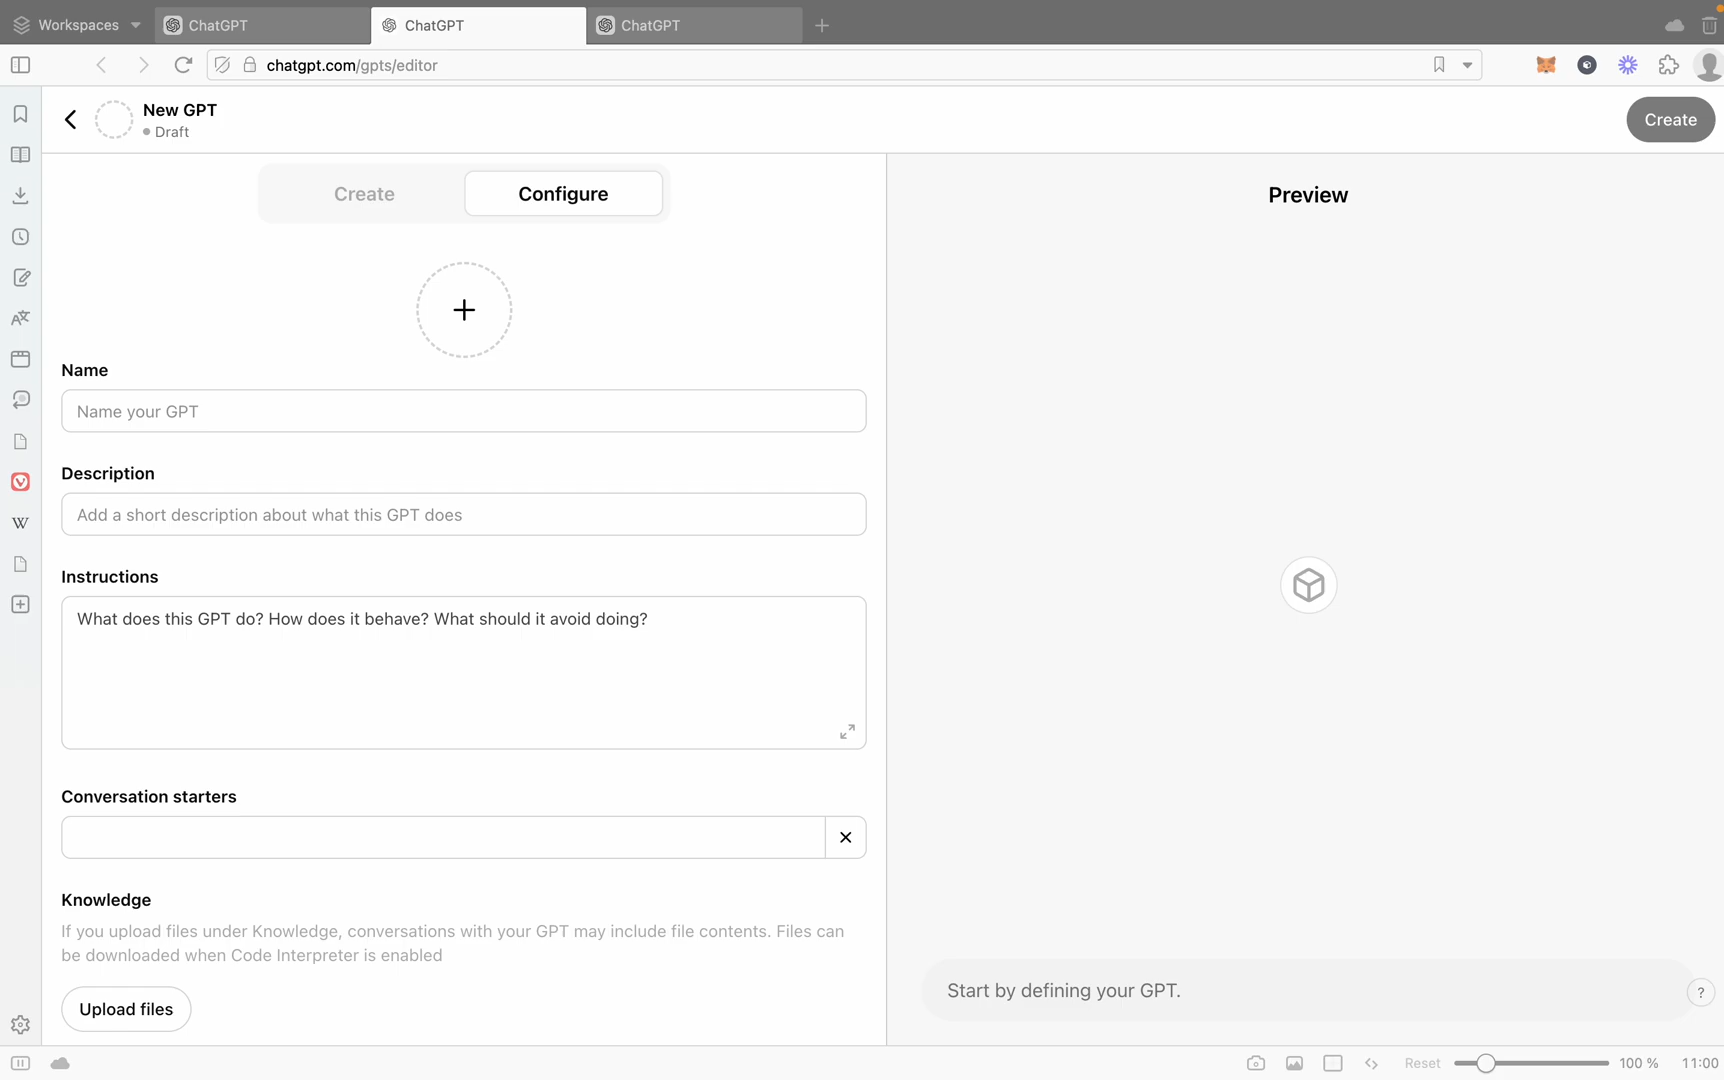 Workspaces
ChatGPT
ChatGPT
ChatGPT
chatgpt.com/gpts/editor
New GPT
Draft
Create
Create
Configure
Preview
Name
Name your GPT
Description
Add a short description about what this GPT does
Instructions
What does this GPT do? How does it behave? What should it avoid doing?
Conversation starters
Knowledge
If you upload files under Knowledge, conversations with your GPT may include file contents. Files can
be downloaded when Code Interpreter is enabled
Upload files
Start by defining your GPT.
?
W
Reset
100 %
11:00